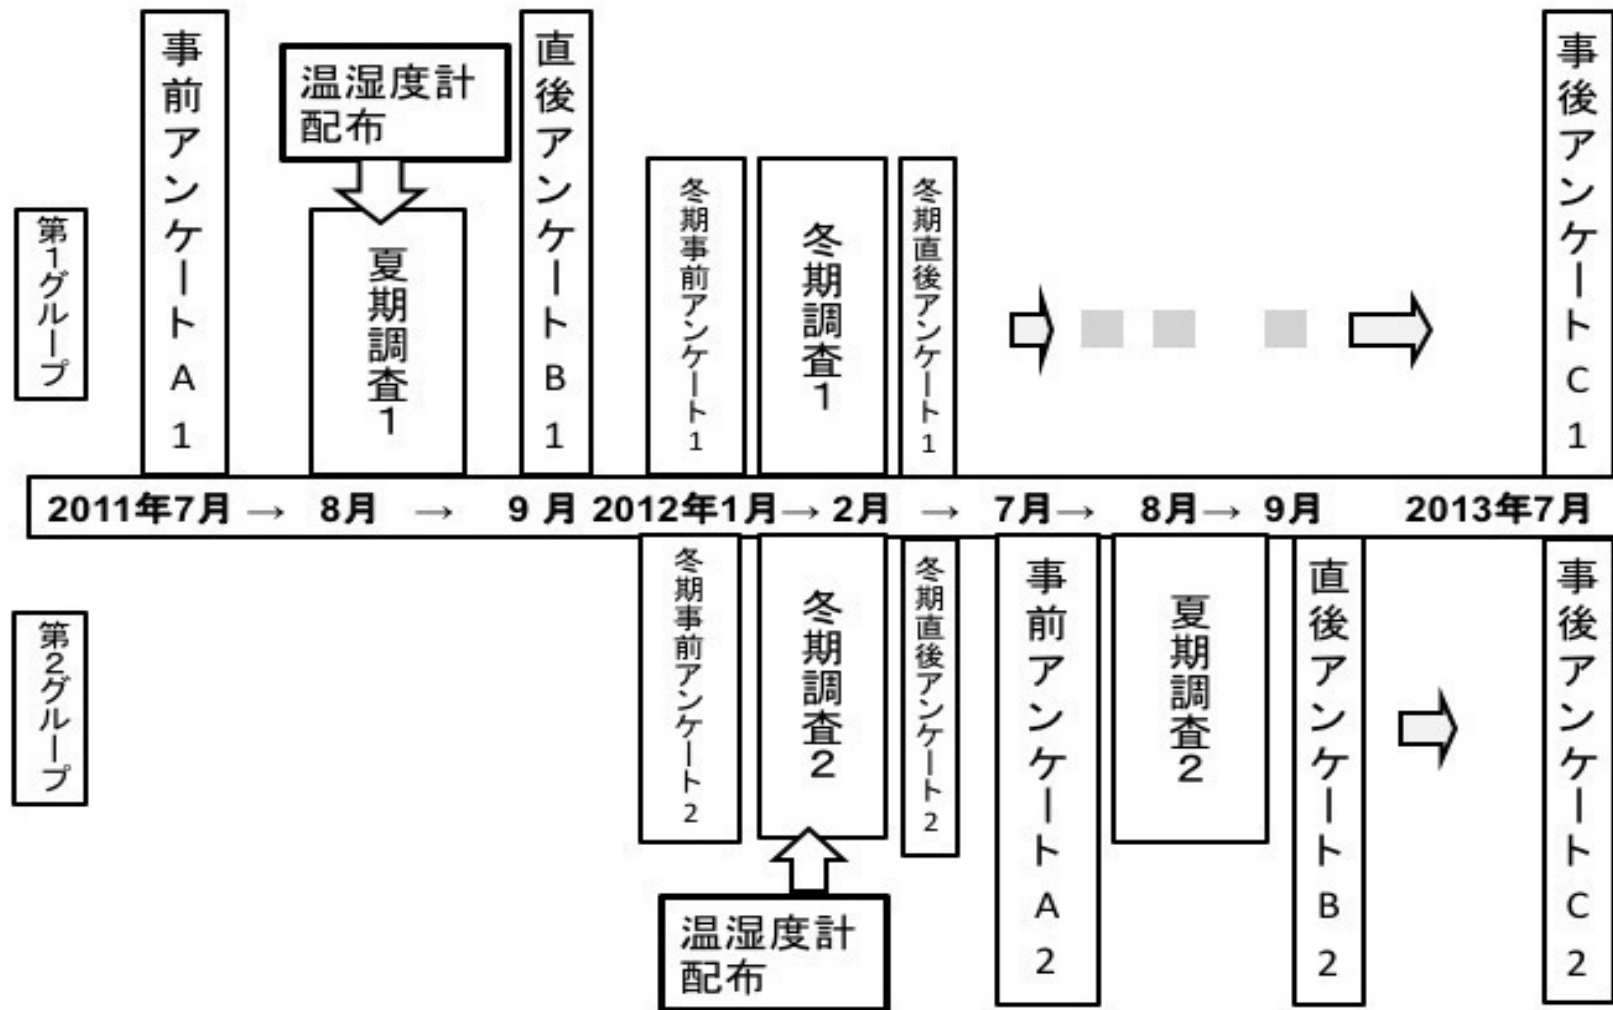 事前アンケートA1
温湿度計
配布
直後アンケートB1
事後アンケートC1
第1グループ
夏期調査1
冬期事前アンケート1
冬期調査1
冬期直後アンケート1
2011年7月 → 8月 → 9月 2012年1月→ 2月 → 7月→ 8月→ 9月 2013年7月
第2グループ
冬期事前アンケート2
冬期調査2
冬期直後アンケート2
事前アンケートA2
夏期調査2
直後アンケートB2
事後アンケートC2
温湿度計
配布